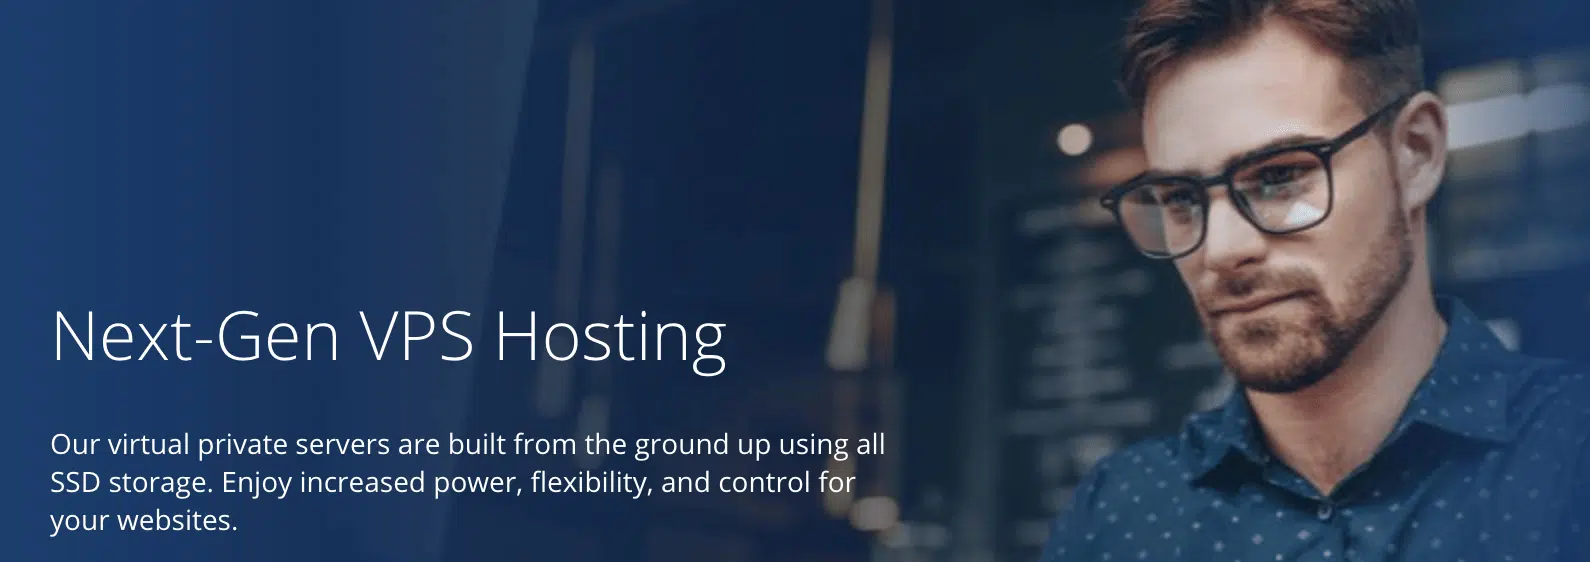 Next-Gen VPS Hosting
Our virtual private servers are built from the ground up using all
SSD storage. Enjoy increased power, flexibility, and control for
your websites.